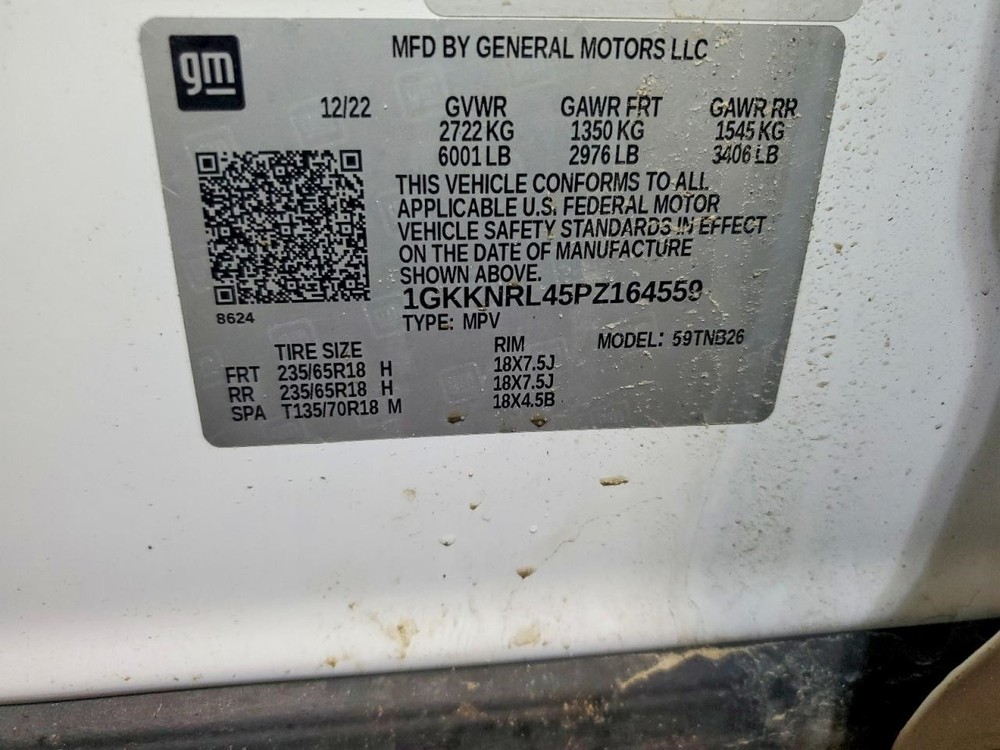 gm
MFD BY GENERAL MOTORS LLC
12/22 GVWR GAWR FRT GAWR RR
2722 KG 1350 KG 1545 KG
6001 LB 2976 LB 3406 LB
THIS VEHICLE CONFORMS TO ALL
APPLICABLE U.S. FEDERAL MOTOR
VEHICLE SAFETY STANDARDS IN EFFECT
ON THE DATE OF MANUFACTURE
SHOWN ABOVE.
1GKKNRL45PZ164559
8624
TYPE: MPV
MODEL: 59TNB26
TIRE SIZE RIM
FRT 235/65R18 H 18X7.5J
RR 235/65R18 H 18X7.5J
SPA T135/70R18 M 18X4.5B